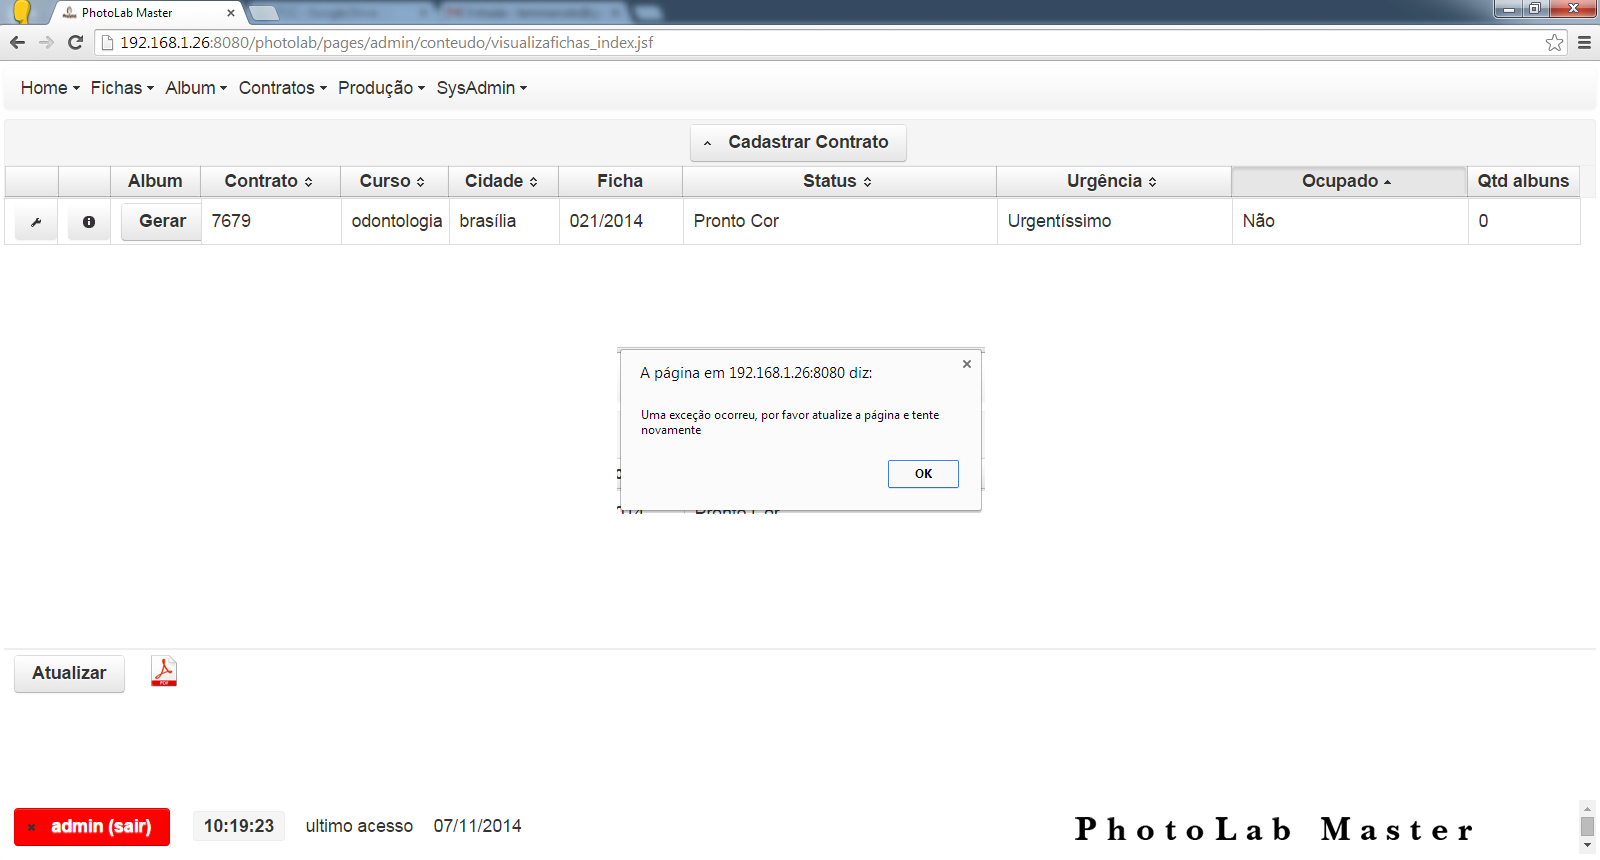 PhotoLab Master
192.168.1.26:8080/photolab/pages/admin/conteudo/visualizafichas_index.jsf
Home Fichas Album Contratos Produção SysAdmin
Cadastrar Contrato
Album Contrato Curso Cidade Ficha Status Urgência Ocupado Qtd albuns
Gerar 7679 odontologia brasília 021/2014 Pronto Cor Urgentíssimo Não 0
A página em 192.168.1.26:8080 diz:
Uma exceção ocorreu, por favor atualize a página e tente
novamente
OK
Atualizar
PDF
admin (sair) 10:19:23 ultimo acesso 07/11/2014
PhotoLab Master